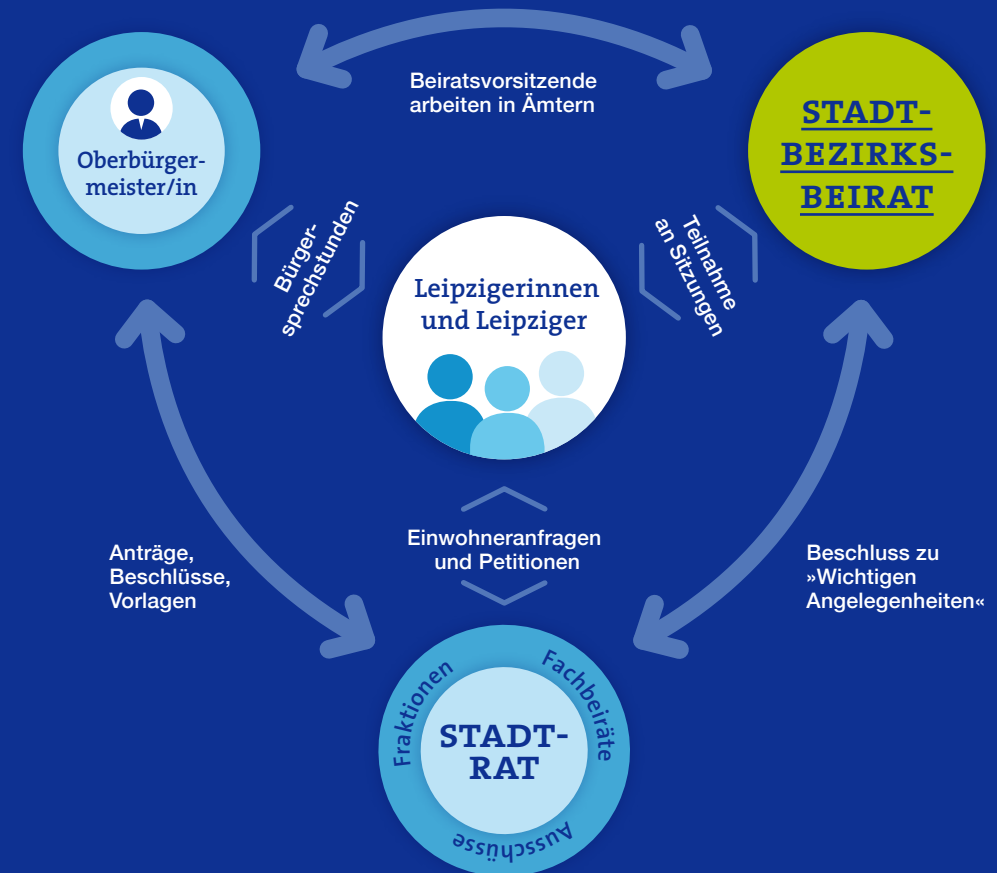 Beiratsvorsitzende
arbeiten in Ämtern
Oberbürger-
meister/in
STADT-
BEZIRKS-
BEIRAT
Bürger-
sprechstunden
Teilnahme
an Sitzungen
Leipzigerinnen
und Leipziger
Einwohneranfragen
und Petitionen
Anträge,
Beschlüsse,
Vorlagen
Beschluss zu
»Wichtigen
Angelegenheiten«
Fraktionen
Fachbeiräte
STADT-
RAT
Ausschüsse